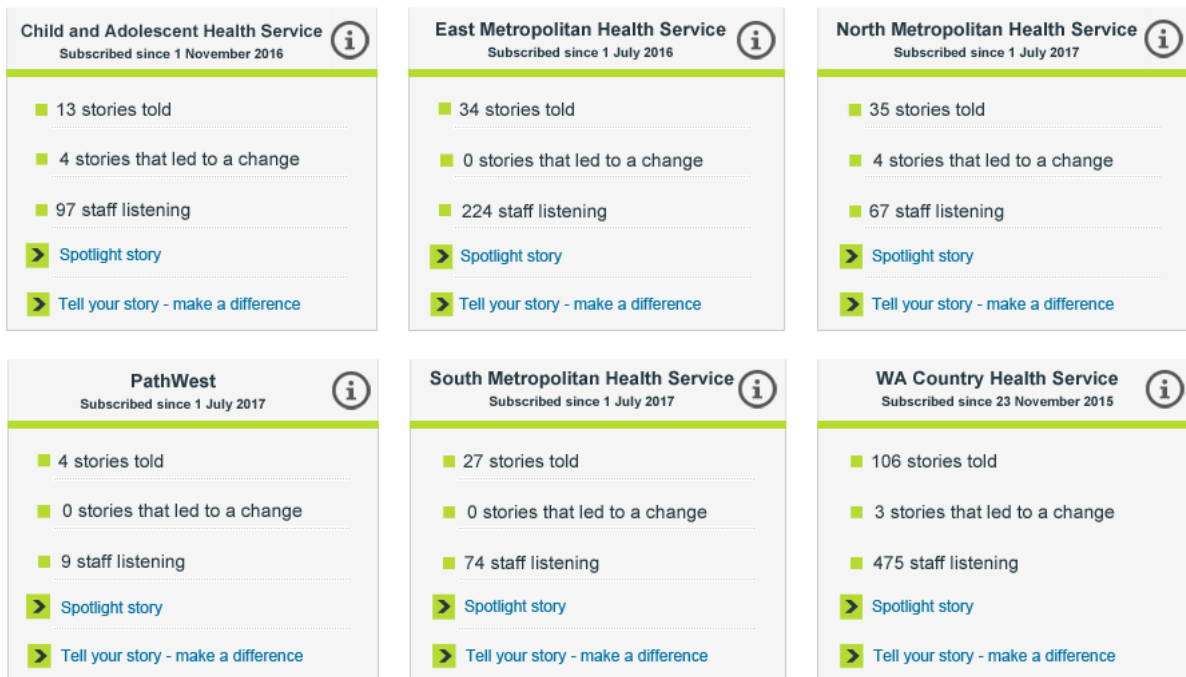 Child and Adolescent Health Service
Subscribed since 1 November 2016
13 stories told
4 stories that led to a change
97 staff listening
Spotlight story
Tell your story - make a difference
East Metropolitan Health Service
Subscribed since 1 July 2016
34 stories told
0 stories that led to a change
224 staff listening
Spotlight story
Tell your story - make a difference
North Metropolitan Health Service
Subscribed since 1 July 2017
35 stories told
4 stories that led to a change
67 staff listening
Spotlight story
Tell your story - make a difference
PathWest
Subscribed since 1 July 2017
4 stories told
0 stories that led to a change
9 staff listening
Spotlight story
Tell your story - make a difference
South Metropolitan Health Service
Subscribed since 1 July 2017
27 stories told
0 stories that led to a change
74 staff listening
Spotlight story
Tell your story - make a difference
WA Country Health Service
Subscribed since 23 November 2015
106 stories told
3 stories that led to a change
475 staff listening
Spotlight story
Tell your story - make a difference